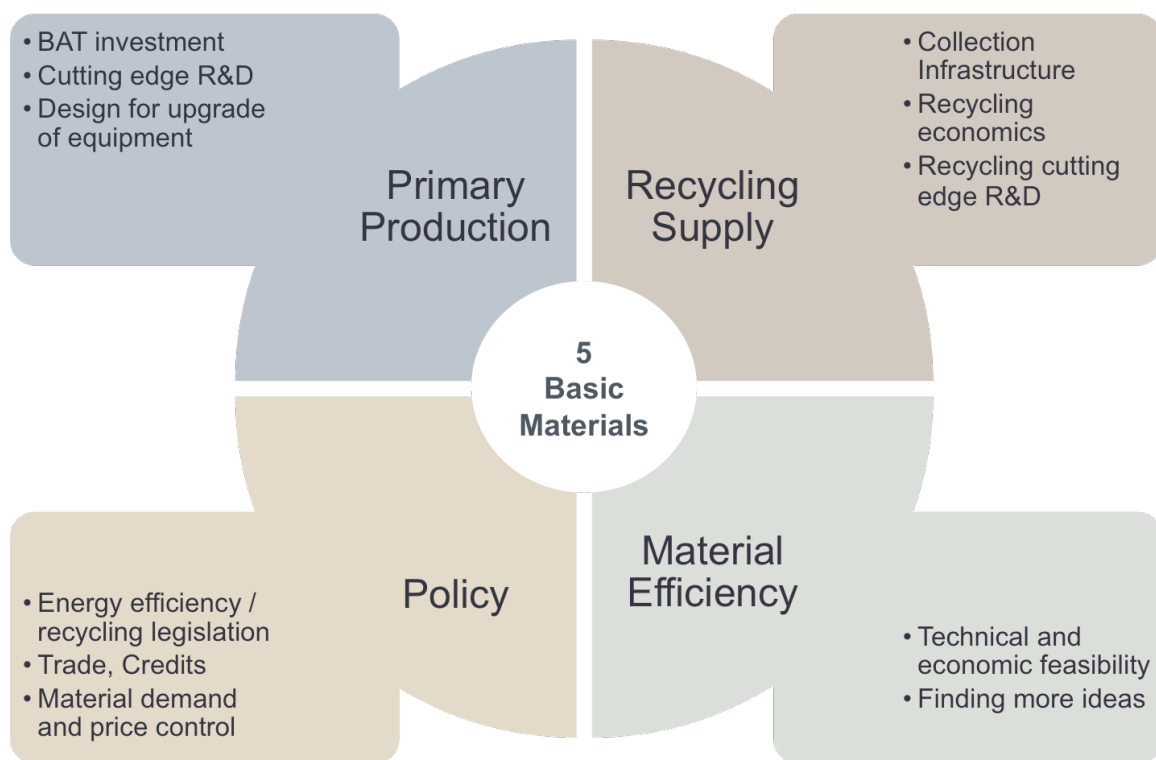 • BAT investment
• Cutting edge R&D
• Design for upgrade
of equipment
Primary
Production
• Collection
Infrastructure
• Recycling
economics
• Recycling cutting
edge R&D
Recycling
Supply
5
Basic
Materials
• Energy efficiency /
recycling legislation
• Trade, Credits
• Material demand
and price control
Policy
Material
Efficiency
• Technical and
economic feasibility
• Finding more ideas